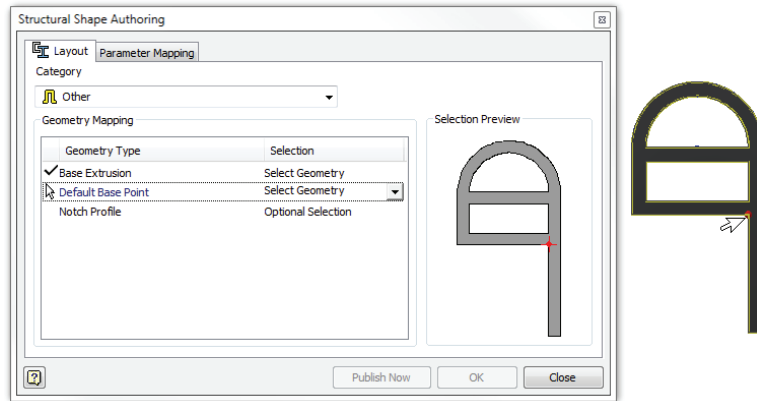 Structural Shape Authoring
Layout Parameter Mapping
Category
Other
Geometry Mapping
Selection Preview
Geometry Type Selection
Base Extrusion Select Geometry
Default Base Point Select Geometry
Notch Profile Optional Selection
? Publish Now OK Close